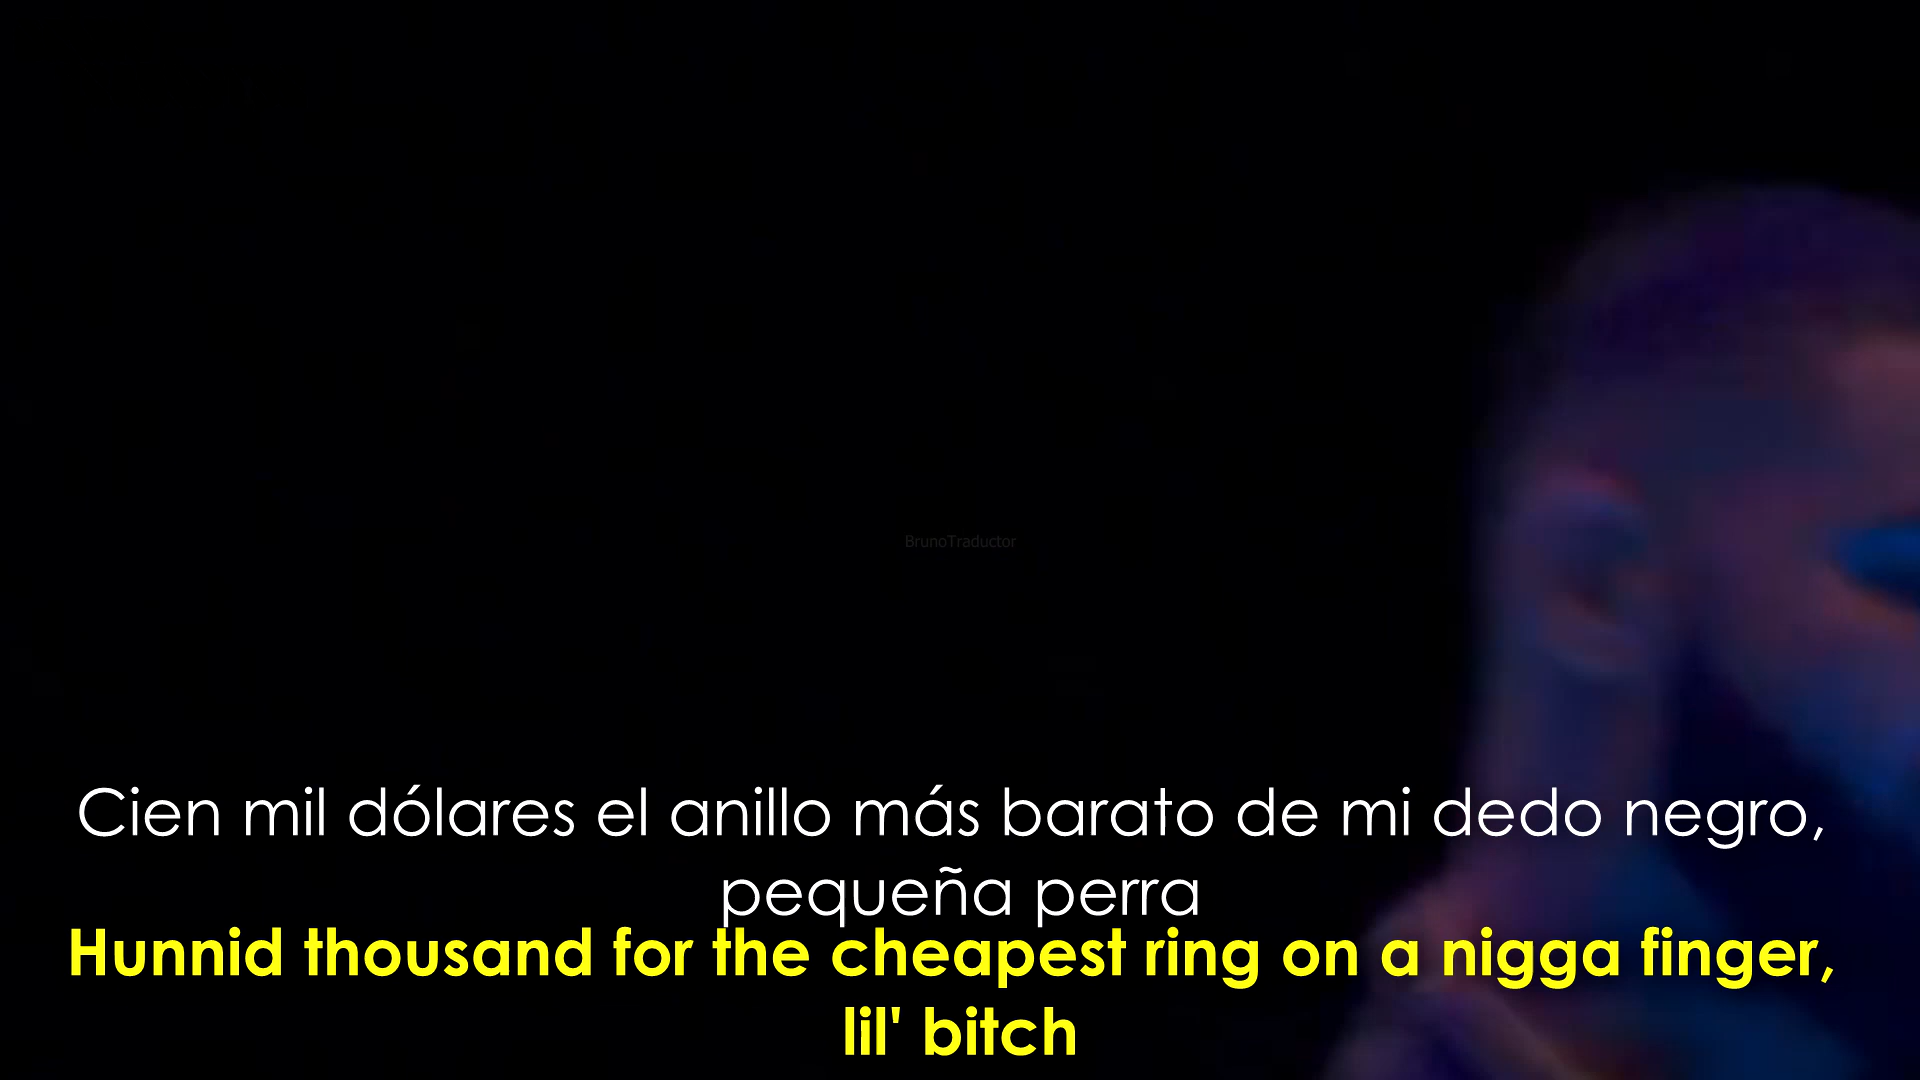 BrunoTraductor
Cien mil dólares el anillo más barato de mi dedo negro,
pequeña perra
Hunnid thousand for the cheapest ring on a nigga finger,
lil' bitch